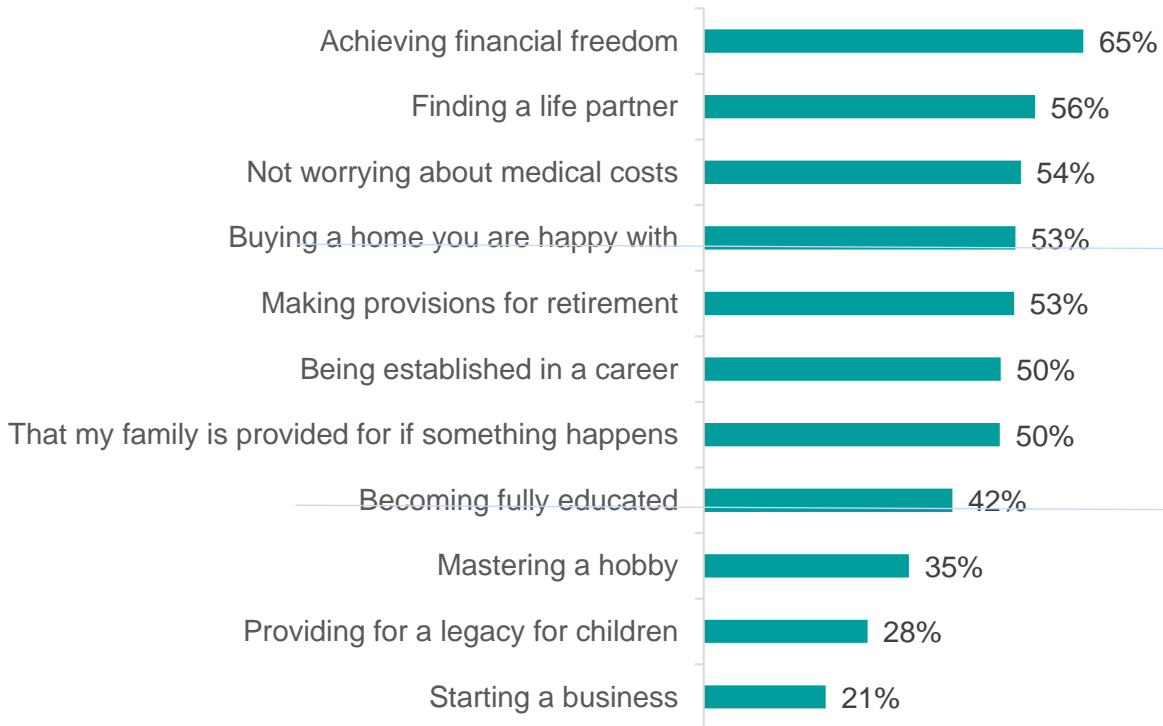 Achieving financial freedom 65%
Finding a life partner 56%
Not worrying about medical costs 54%
Buying a home you are happy with 53%
Making provisions for retirement 53%
Being established in a career 50%
That my family is provided for if something happens 50%
Becoming fully educated 42%
Mastering a hobby 35%
Providing for a legacy for children 28%
Starting a business 21%